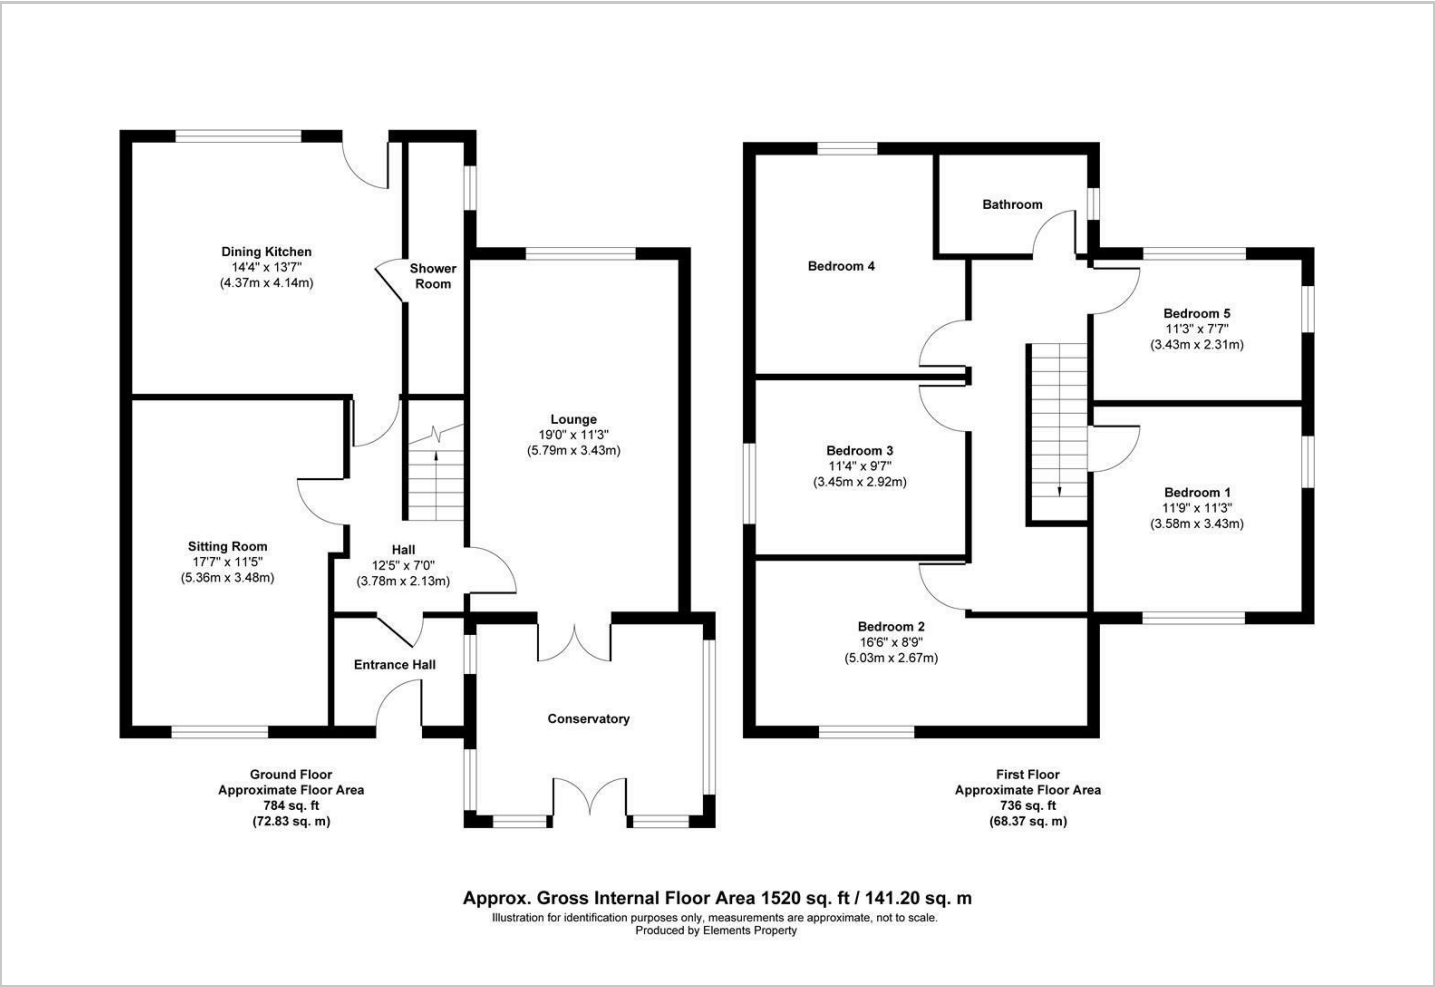 Dining Kitchen
14'4" x 13'7"
(4.37m x 4.14m)
Shower
Room
Lounge
19'0" x 11'3"
(5.79m x 3.43m)
Sitting Room
17'7" x 11'5"
(5.36m x 3.48m)
Hall
12'5" x 7'0"
(3.78m x 2.13m)
Entrance Hall
Conservatory
Ground Floor
Approximate Floor Area
784 sq. ft
(72.83 sq. m)
Bathroom
Bedroom 4
Bedroom 5
11'3" x 7'7"
(3.43m x 2.31m)
Bedroom 3
11'4" x 9'7"
(3.45m x 2.92m)
Bedroom 1
11'9" x 11'3"
(3.58m x 3.43m)
Bedroom 2
16'6" x 8'9"
(5.03m x 2.67m)
First Floor
Approximate Floor Area
736 sq. ft
(68.37 sq. m)
Approx. Gross Internal Floor Area 1520 sq. ft / 141.20 sq. m
Illustration for identification purposes only, measurements are approximate, not to scale.
Produced by Elements Property